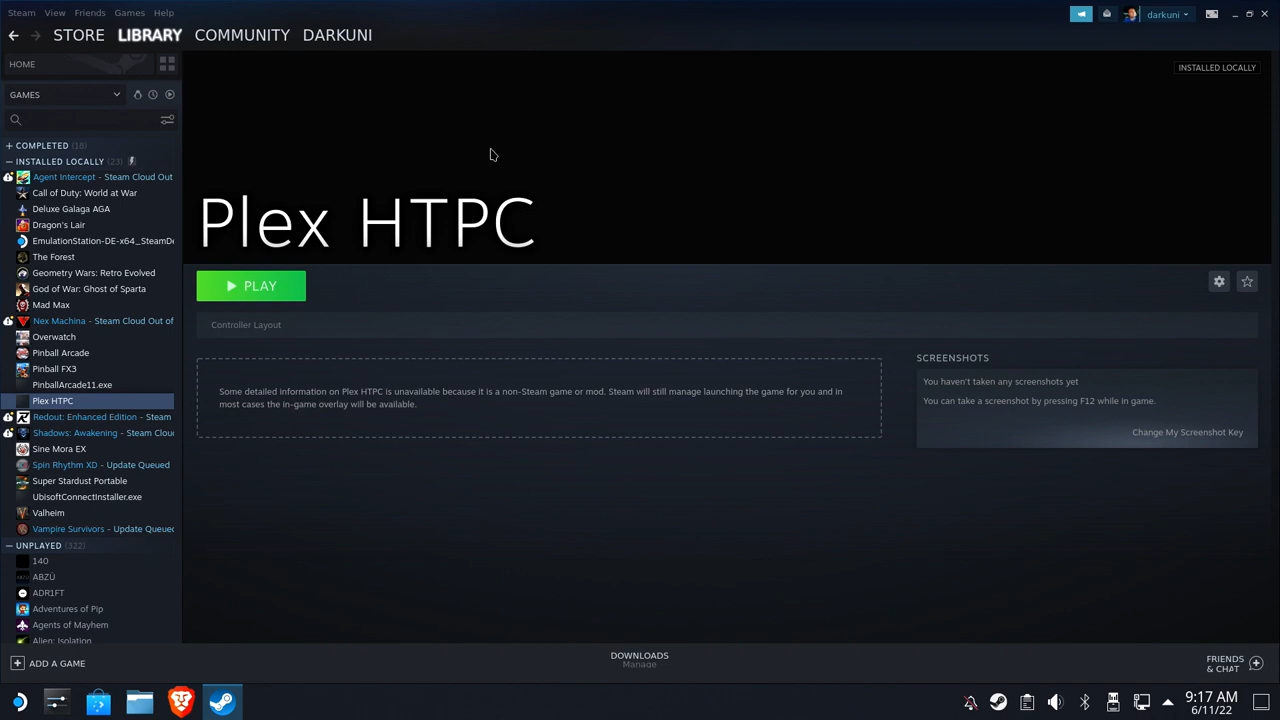 Steam View Friends Games Help
darkuni
STORE LIBRARY COMMUNITY DARKUNI
HOME
INSTALLED LOCALLY
GAMES
COMPLETED (18)
INSTALLED LOCALLY (23)
Agent Intercept - Steam Cloud Out
Call of Duty: World at War
Deluxe Galaga AGA
Dragon's Lair
EmulationStation-DE-x64_SteamDe
The Forest
Geometry Wars: Retro Evolved
God of War: Ghost of Sparta
Mad Max
Nex Machina - Steam Cloud Out of
Overwatch
Pinball Arcade
Pinball FX3
PinballArcade11.exe
Plex HTPC
Redout: Enhanced Edition - Steam
Shadows: Awakening - Steam Clou
Sine Mora EX
Spin Rhythm XD - Update Queued
Super Stardust Portable
UbisoftConnectInstaller.exe
Valheim
Vampire Survivors - Update Queued
UNPLAYED (322)
140
ABZÜ
ADR1FT
Adventures of Pip
Agents of Mayhem
Alien: Isolation
ADD A GAME
Plex HTPC
PLAY
Controller Layout
Some detailed information on Plex HTPC is unavailable because it is a non-Steam game or mod. Steam will still manage launching the game for you and in
most cases the in-game overlay will be available.
SCREENSHOTS
You haven't taken any screenshots yet
You can take a screenshot by pressing F12 while in game.
Change My Screenshot Key
DOWNLOADS
Manage
FRIENDS
& CHAT
9:17 AM
6/11/22